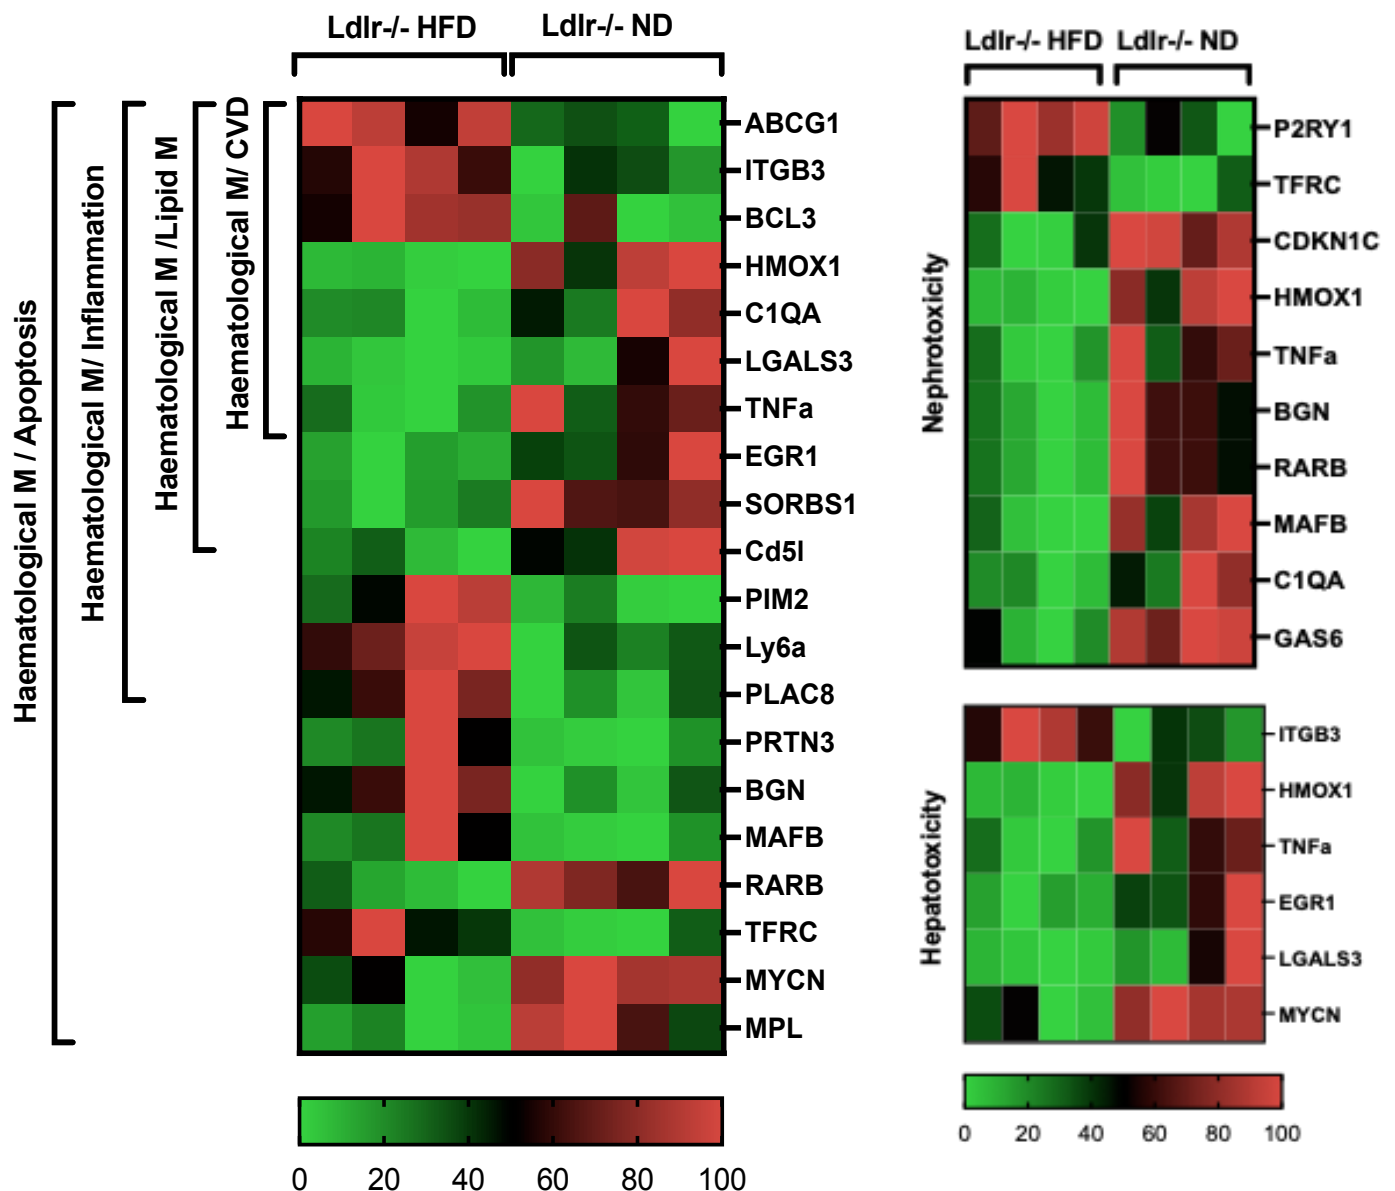 Ldlr-/- HFD
Ldlr-/- ND
Haematological M / Apoptosis
Haematological M/ Inflammation
Haematological M /Lipid M
Haematological M/ CVD
ABCG1
ITGB3
BCL3
HMOX1
C1QA
LGALS3
TNFa
EGR1
SORBS1
Cd5l
PIM2
Ly6a
PLAC8
PRTN3
BGN
MAFB
RARB
TFRC
MYCN
MPL
0 20 40 60 80 100
Ldlr-/- HFD
Ldlr-/- ND
Nephrotoxicity
P2RY1
TFRC
CDKN1C
HMOX1
TNFa
BGN
RARB
MAFB
C1QA
GAS6
Hepatotoxicity
ITGB3
HMOX1
TNFa
EGR1
LGALS3
MYCN
0 20 40 60 80 100